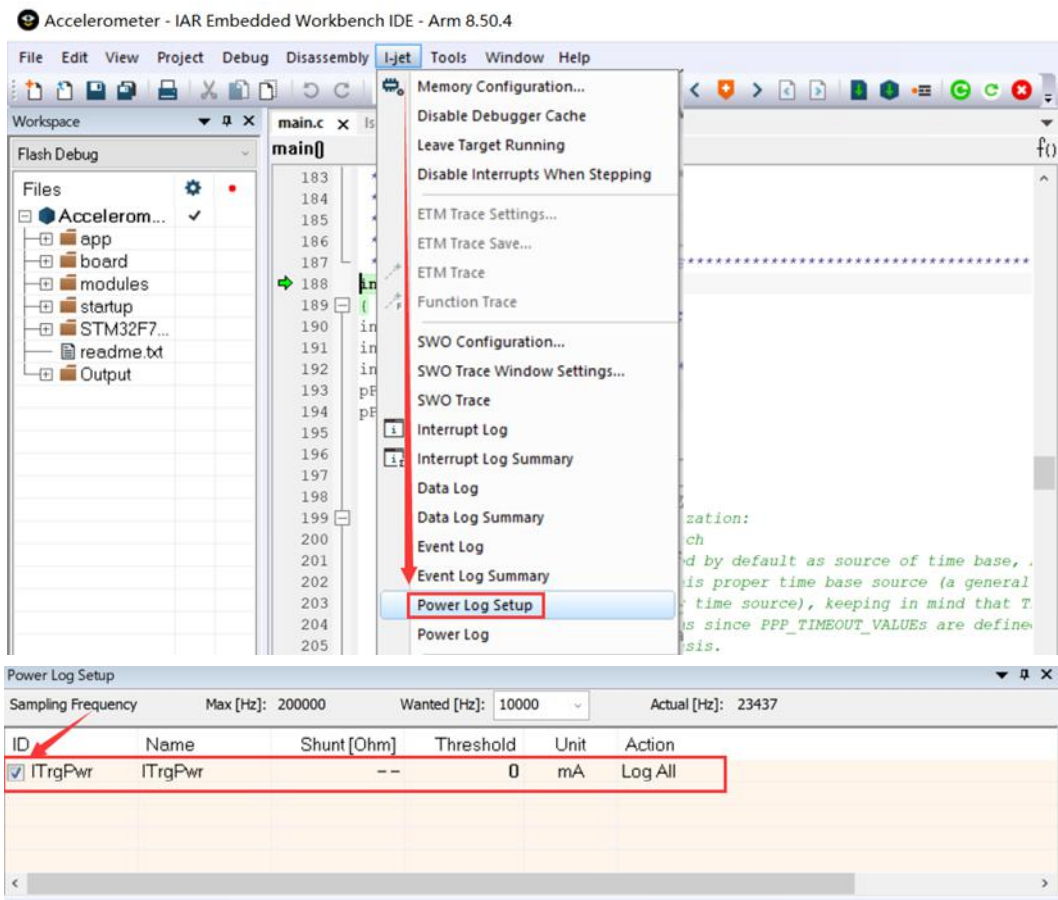 Accelerometer - IAR Embedded Workbench IDE - Arm 8.50.4
File Edit View Project Debug Disassembly I-jet Tools Window Help
Workspace
main.c
Flash Debug
main()
f()
Files
Accelerom...
app
board
modules
startup
STM32F7...
readme.txt
Output
183
184
185
186
187
188
189 {
190 in
191 in
192 in
193
194
195
196
197
198
199
200
201
202
203
204
205
Memory Configuration...
Disable Debugger Cache
Leave Target Running
Disable Interrupts When Stepping
ETM Trace Settings...
ETM Trace Save...
ETM Trace
Function Trace
SWO Configuration...
SWO Trace Window Settings...
SWO Trace
Interrupt Log
Interrupt Log Summary
Data Log
Data Log Summary
Event Log
Event Log Summary
Power Log Setup
Power Log
zation:
ch
d by default as source of time base,
is proper time base source (a general
time source), keeping in mind that T
s since PPP_TIMEOUT_VALUEs are define
sis.
Power Log Setup
Sampling Frequency Max [Hz]: 200000 Wanted [Hz]: 10000 Actual [Hz]: 23437
ID Name Shunt [Ohm] Threshold Unit Action
ITrgPwr ITrgPwr -- 0 mA Log All